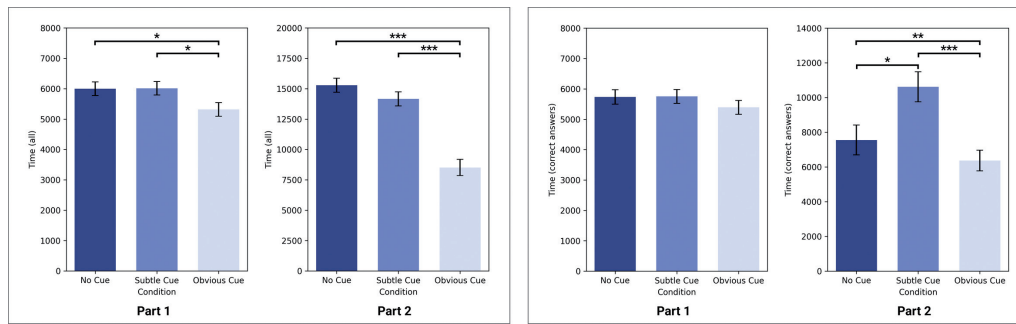 Time (all)
8000
7000
6000
5000
4000
3000
2000
1000
0
*
*
No Cue Subtle Cue Obvious Cue
Condition
Part 1
Time (all)
20000
17500
15000
12500
10000
7500
5000
2500
0
***
***
No Cue Subtle Cue Obvious Cue
Condition
Part 2
Time (correct answers)
8000
7000
6000
5000
4000
3000
2000
1000
0
No Cue Subtle Cue Obvious Cue
Condition
Part 1
Time (correct answers)
14000
12000
10000
8000
6000
4000
2000
0
**
*
***
No Cue Subtle Cue Obvious Cue
Condition
Part 2